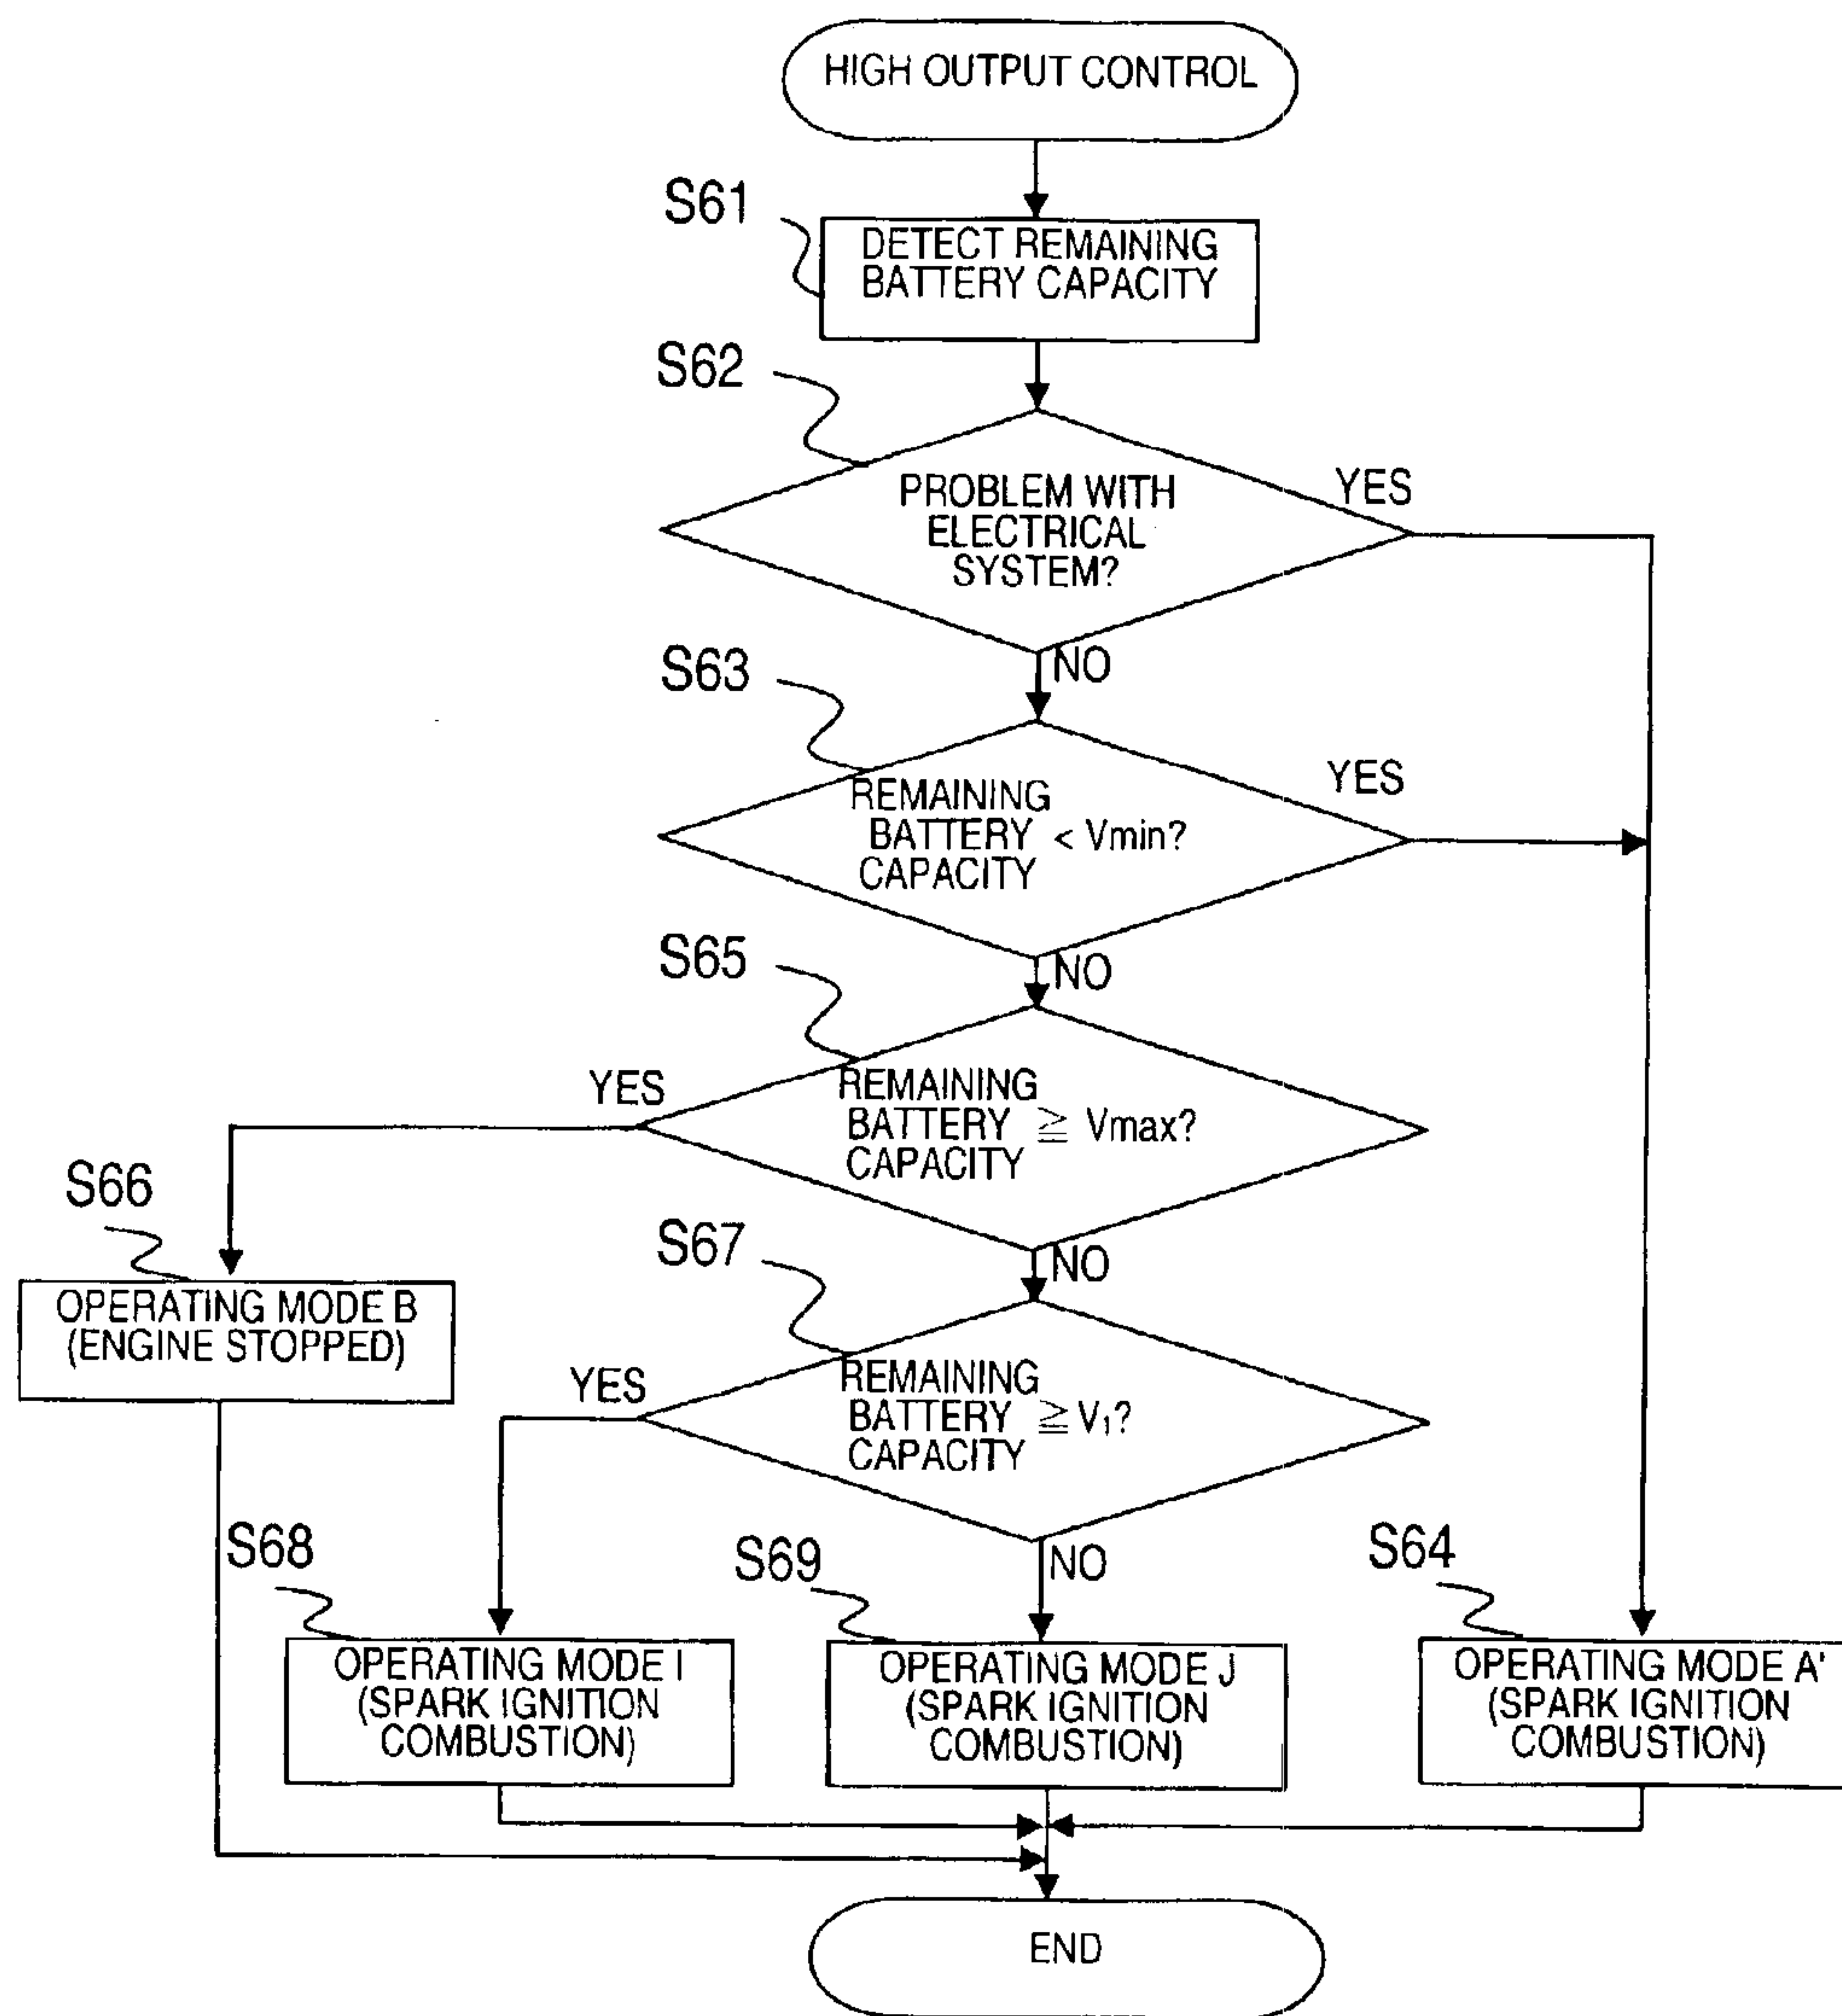 HIGH OUTPUT CONTROL
S61
DETECT REMAINING
BATTERY CAPACITY
S62
PROBLEM WITH
ELECTRICAL
SYSTEM?
YES
NO
S63
REMAINING
BATTERY < Vmin?
CAPACITY
YES
NO
S65
YES
REMAINING
BATTERY ≧ Vmax?
CAPACITY
NO
S66
OPERATING MODE B
(ENGINE STOPPED)
S67
YES
REMAINING
BATTERY ≧ V₁?
CAPACITY
NO
S68
OPERATING MODE I
(SPARK IGNITION
COMBUSTION)
S69
OPERATING MODE J
(SPARK IGNITION
COMBUSTION)
S64
OPERATING MODE A'
(SPARK IGNITION
COMBUSTION)
END